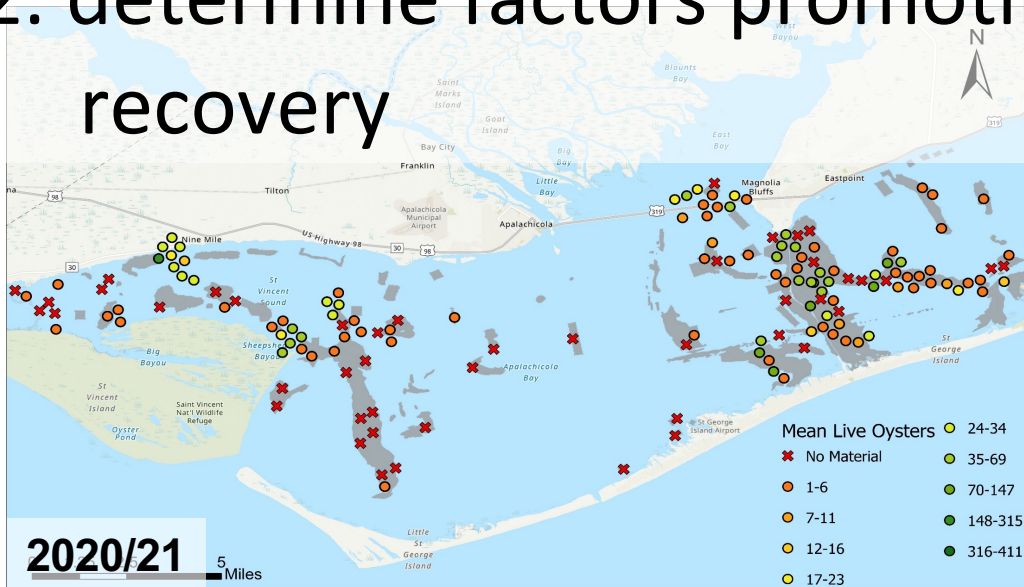 2. determine factors promoti
recovery
West
Bayou
N
Blounts
Bay
Saint
Marks
Island
Goat
Island
319
East
Bay
Bay City
Big
Bay
Franklin
Little
Bay
Magnolia
Bluffs
Eastpoint
na
98
Tilton
Apalachicola
Municipal
Airport
Apalachicola
319
US Highway 98
30
98
Nine Mile
30
St
Vincent
Sound
Big
Bayou
Sheepshead
Bayou
St
Vincent
Island
Saint Vincent
Nat'l Wildlife
Refuge
Oyster
Pond
Apalachicola
Bay
St
George
Island
St George
Island Airport
Little
St
George
Island
Mean Live Oysters
No Material
1-6
7-11
12-16
17-23
24-34
35-69
70-147
148-315
316-411
2020/21
5
Miles